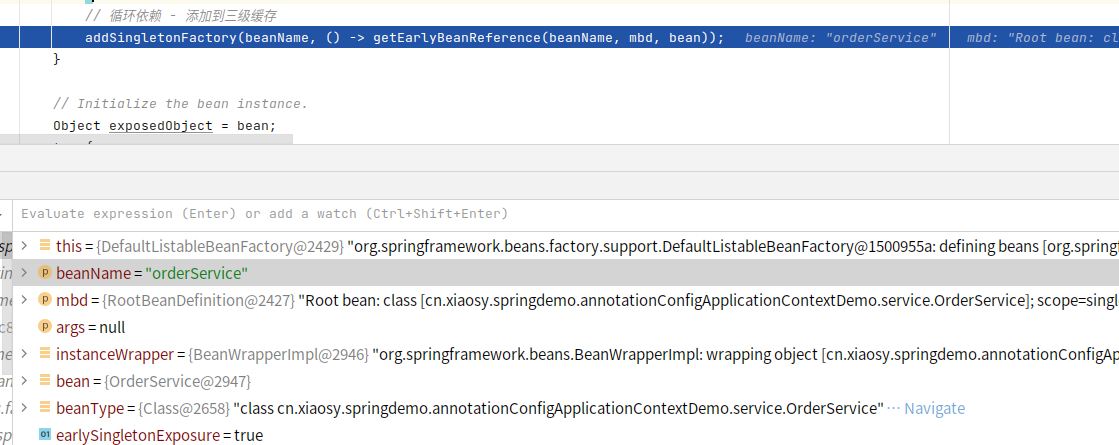 // 循环依赖 - 添加到三级缓存
addSingletonFactory(beanName, () -> getEarlyBeanReference(beanName, mbd, bean)); beanName: "orderService" mbd: "Root bean: cl
}
// Initialize the bean instance.
Object exposedObject = bean;
Evaluate expression (Enter) or add a watch (Ctrl+Shift+Enter)
this = {DefaultListableBeanFactory@2429} "org.springframework.beans.factory.support.DefaultListableBeanFactory@1500955a: defining beans [org.springf
beanName = "orderService"
mbd = {RootBeanDefinition@2427} "Root bean: class [cn.xiaosy.springdemo.annotationConfigApplicationContextDemo.service.OrderService]; scope=singl
args = null
instanceWrapper = {BeanWrapperImpl@2946} "org.springframework.beans.BeanWrapperImpl: wrapping object [cn.xiaosy.springdemo.annotationConfigAp
bean = {OrderService@2947}
beanType = {Class@2658} "class cn.xiaosy.springdemo.annotationConfigApplicationContextDemo.service.OrderService" ··· Navigate
earlySingletonExposure = true